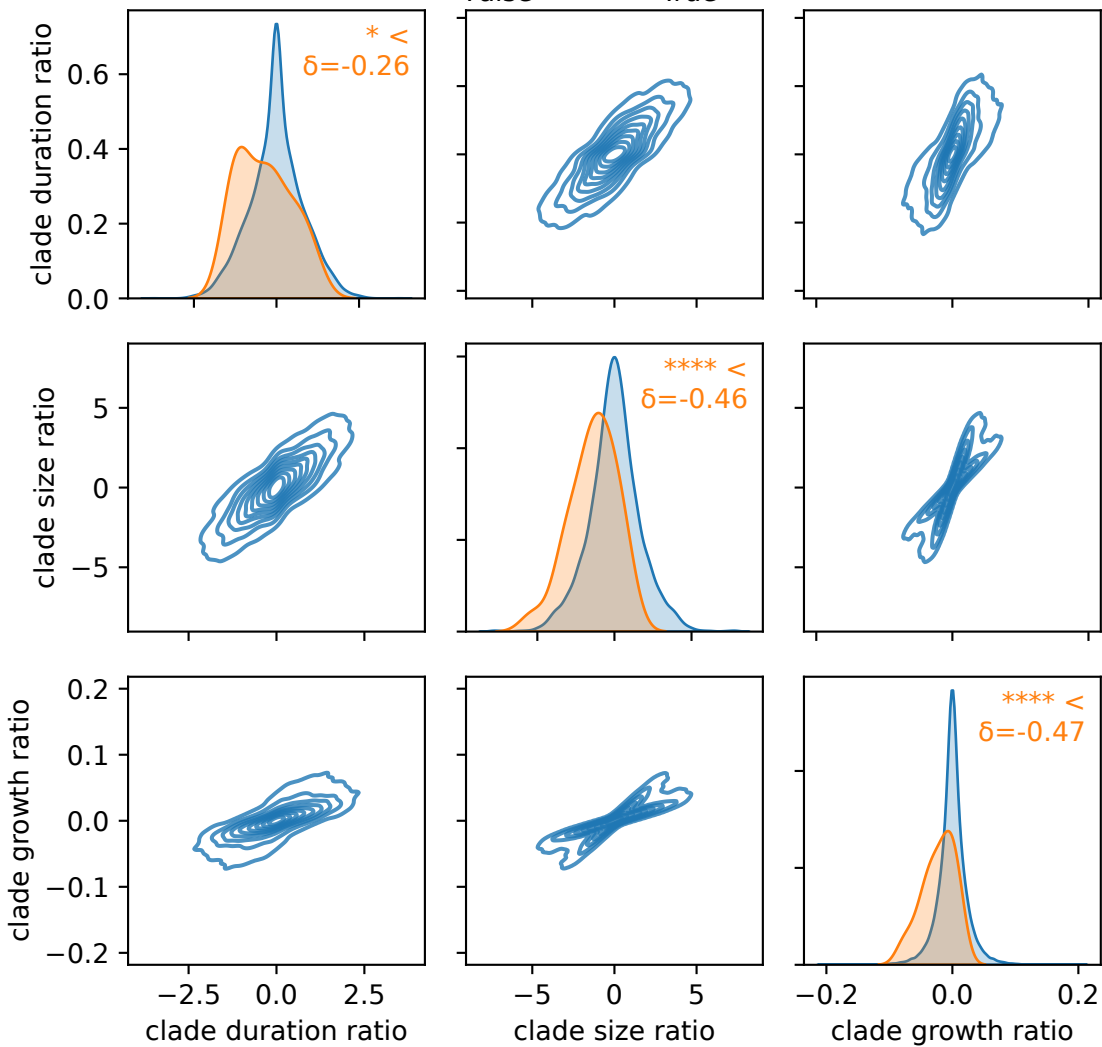 False True
* <
δ=-0.26
clade duration ratio
0.6
0.4
0.2
0.0
**** <
δ=-0.46
clade size ratio
5
0
−5
**** <
δ=-0.47
clade growth ratio
0.2
0.1
0.0
−0.1
−0.2
−2.5 0.0 2.5
−5 0 5
−0.2 0.0 0.2
clade duration ratio
clade size ratio
clade growth ratio